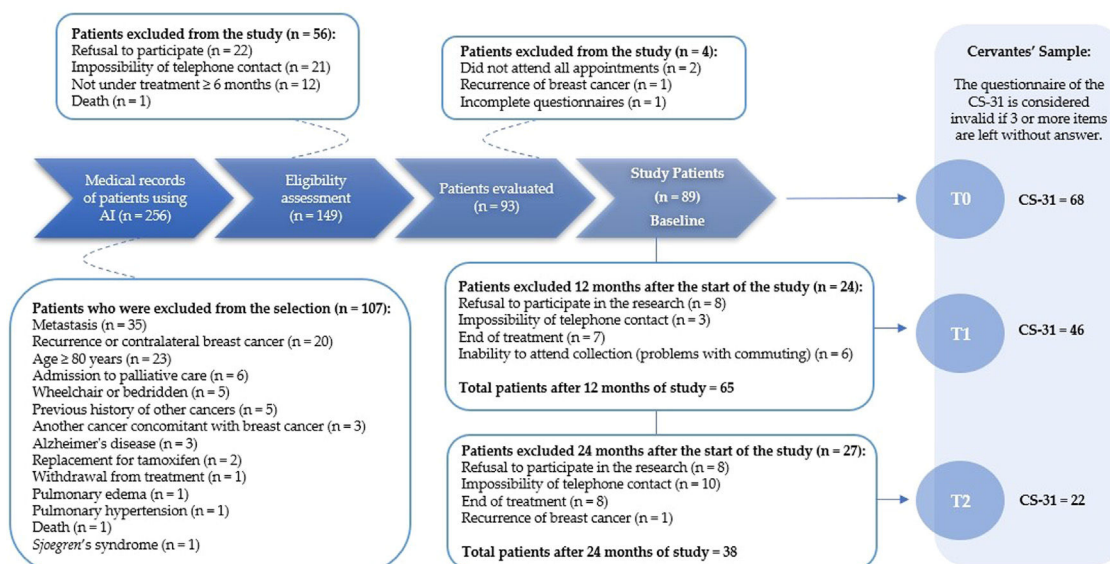 Patients excluded from the study (n = 56):
Refusal to participate (n = 22)
Impossibility of telephone contact (n = 21)
Not under treatment ≥ 6 months (n = 12)
Death (n = 1)
Patients excluded from the study (n = 4):
Did not attend all appointments (n = 2)
Recurrence of breast cancer (n = 1)
Incomplete questionnaires (n = 1)
Cervantes' Sample:
The questionnaire of the
CS-31 is considered
invalid if 3 or more items
are left without answer.
Medical records
of patients using
AI (n = 256)
Eligibility
assessment
(n = 149)
Patients evaluated
(n = 93)
Study Patients
(n = 89)
Baseline
T0
CS-31 = 68
Patients who were excluded from the selection (n = 107):
Metastasis (n = 35)
Recurrence or contralateral breast cancer (n = 20)
Age ≥ 80 years (n = 23)
Admission to palliative care (n = 6)
Wheelchair or bedridden (n = 5)
Previous history of other cancers (n = 5)
Another cancer concomitant with breast cancer (n = 3)
Alzheimer's disease (n = 3)
Replacement for tamoxifen (n = 2)
Withdrawal from treatment (n = 1)
Pulmonary edema (n = 1)
Pulmonary hypertension (n = 1)
Death (n = 1)
Sjoegren's syndrome (n = 1)
Patients excluded 12 months after the start of the study (n = 24):
Refusal to participate in the research (n = 8)
Impossibility of telephone contact (n = 3)
End of treatment (n = 7)
Inability to attend collection (problems with commuting) (n = 6)
Total patients after 12 months of study = 65
T1
CS-31 = 46
Patients excluded 24 months after the start of the study (n = 27):
Refusal to participate in the research (n = 8)
Impossibility of telephone contact (n = 10)
End of treatment (n = 8)
Recurrence of breast cancer (n = 1)
Total patients after 24 months of study = 38
T2
CS-31 = 22